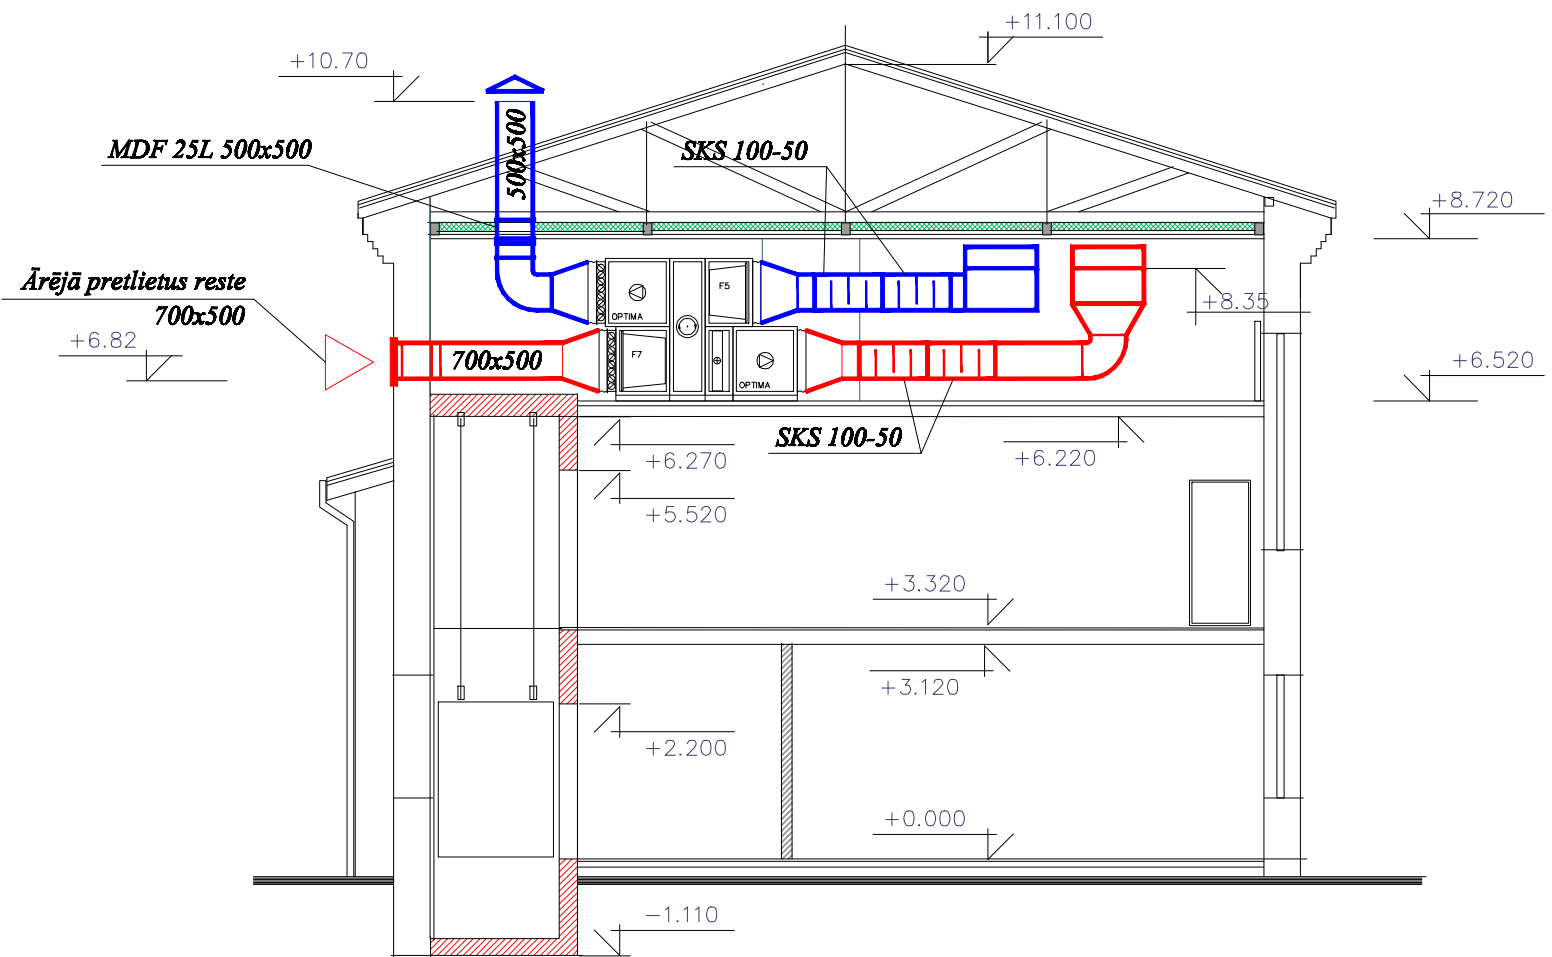 +11.100
+10.70
500x500
MDF 25L 500x500
SKS 100-50
+8.720
Ārējā pretlietus reste
700x500
+8.35
F5
OPTIMA
+6.82
700x500
F7
OPTIMA
+6.520
SKS 100-50
+6.270
+6.220
+5.520
+3.320
+3.120
+2.200
+0.000
-1.110